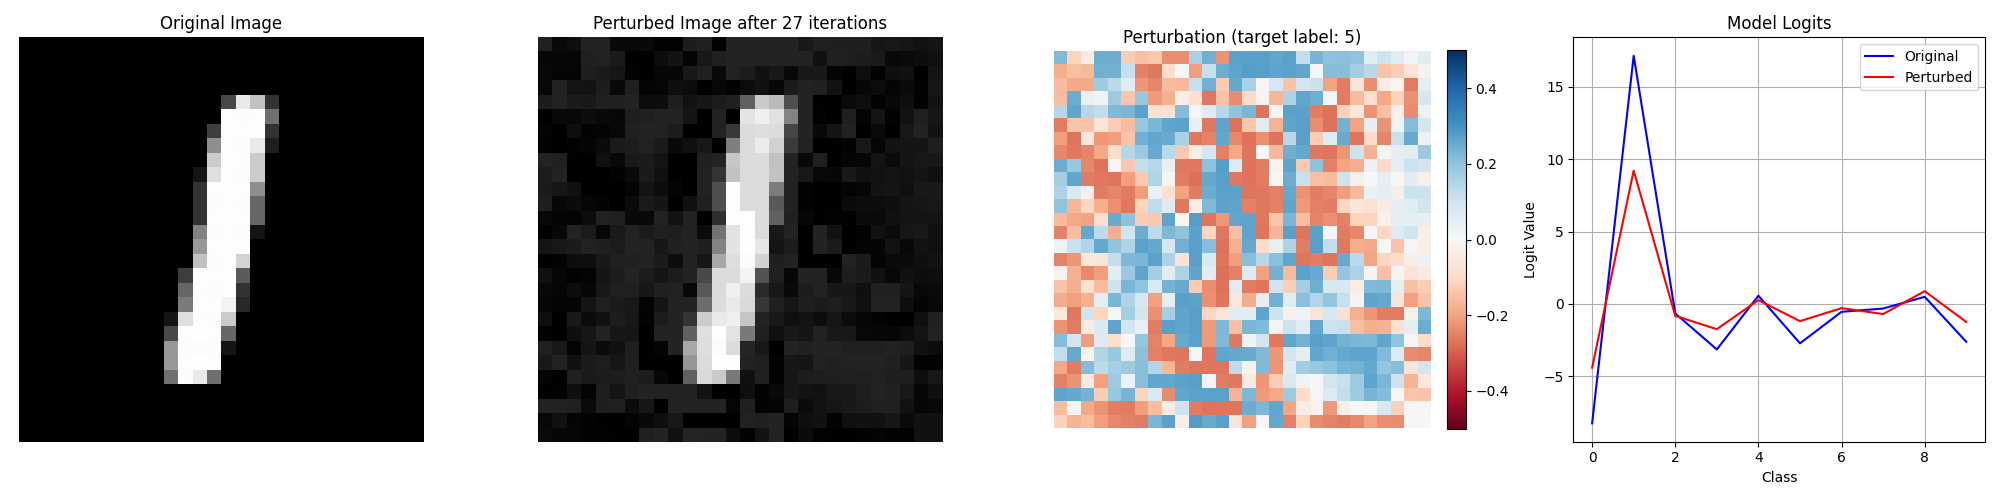 Original Image
Perturbed Image after 27 iterations
Perturbation (target label: 5)
0.4
0.2
0.0
−0.2
−0.4
Model Logits
Original
Perturbed
15
10
5
0
−5
Logit Value
0 2 4 6 8
Class